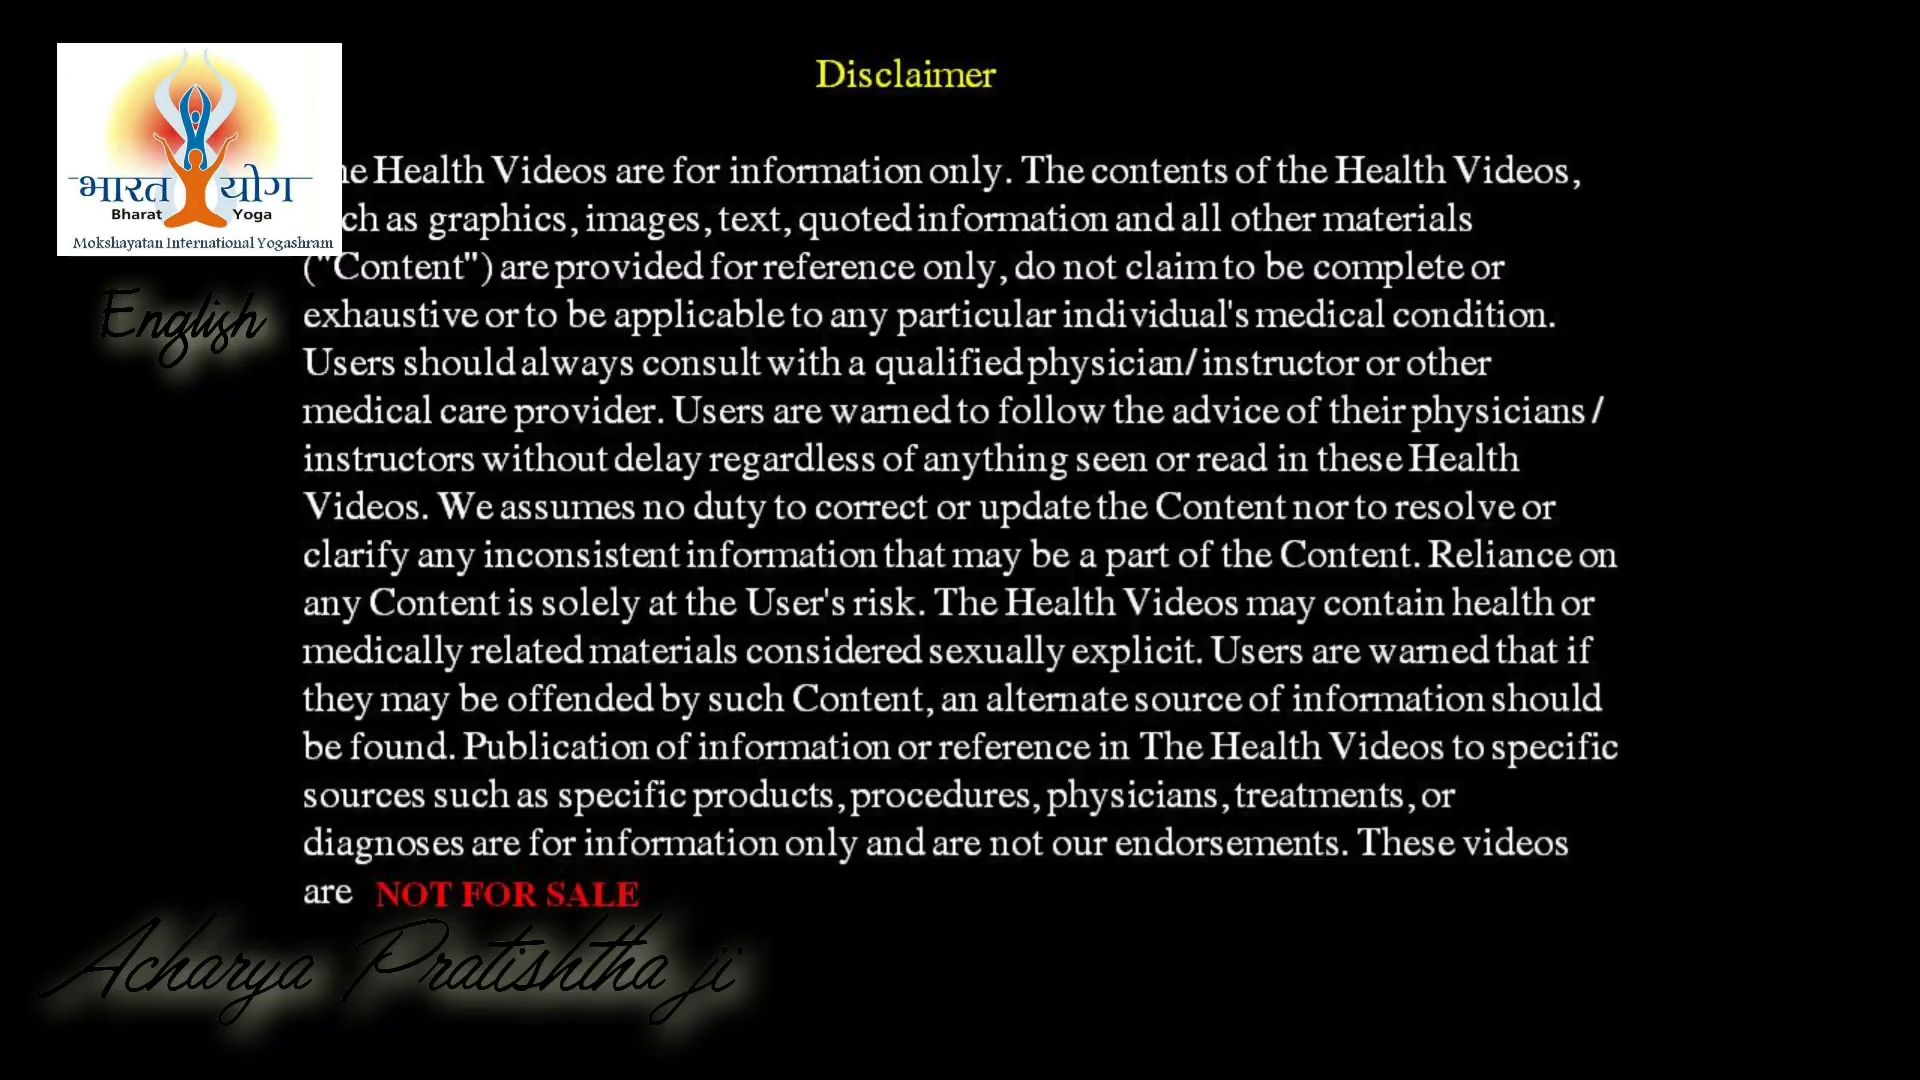 Disclaimer
भारत योग
Bharat Yoga
Mokshayatan International Yogashram
English
he Health Videos are for information only. The contents of the Health Videos,
ch as graphics, images, text, quoted information and all other materials
("Content") are provided for reference only, do not claim to be complete or
exhaustive or to be applicable to any particular individual's medical condition.
Users should always consult with a qualified physician/ instructor or other
medical care provider. Users are warned to follow the advice of their physicians /
instructors without delay regardless of anything seen or read in these Health
Videos. We assumes no duty to correct or update the Content nor to resolve or
clarify any inconsistent information that may be a part of the Content. Reliance on
any Content is solely at the User's risk. The Health Videos may contain health or
medically related materials considered sexually explicit. Users are warned that if
they may be offended by such Content, an alternate source of information should
be found. Publication of information or reference in The Health Videos to specific
sources such as specific products, procedures, physicians, treatments, or
diagnoses are for information only and are not our endorsements. These videos
are NOT FOR SALE
Acharya Pratishtha ji